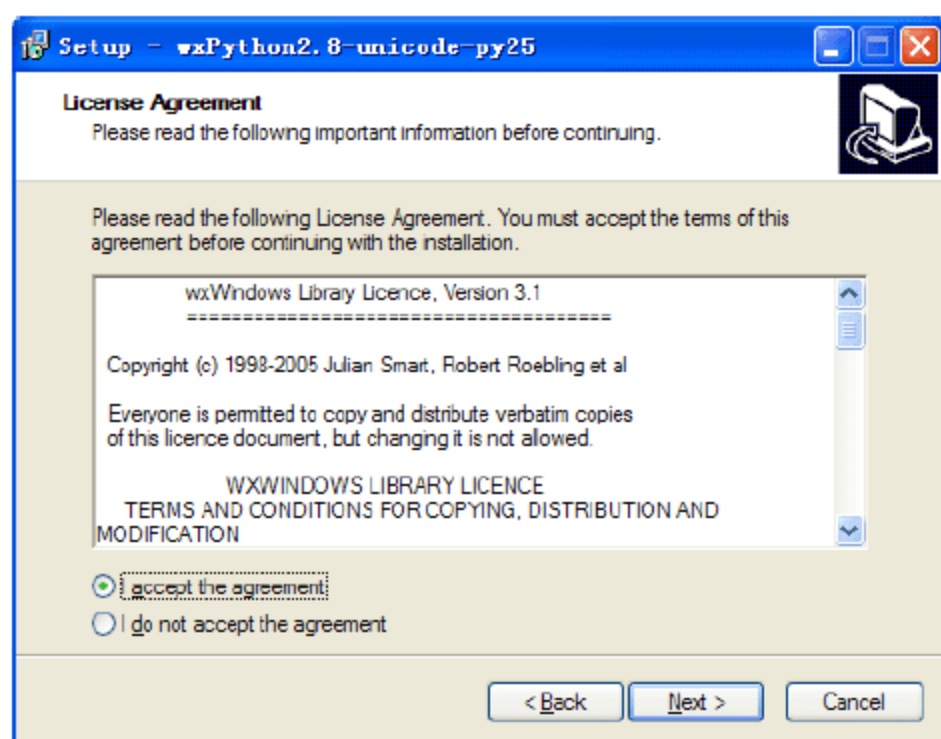 Setup - wxPython2.8-unicode-py25
License Agreement
Please read the following important information before continuing.
Please read the following License Agreement. You must accept the terms of this
agreement before continuing with the installation.
wxWindows Library Licence, Version 3.1
======================================
Copyright (c) 1998-2005 Julian Smart, Robert Roebling et al
Everyone is permitted to copy and distribute verbatim copies
of this licence document, but changing it is not allowed.
WXWINDOWS LIBRARY LICENCE
TERMS AND CONDITIONS FOR COPYING, DISTRIBUTION AND
MODIFICATION
I accept the agreement
I do not accept the agreement
< Back Next > Cancel